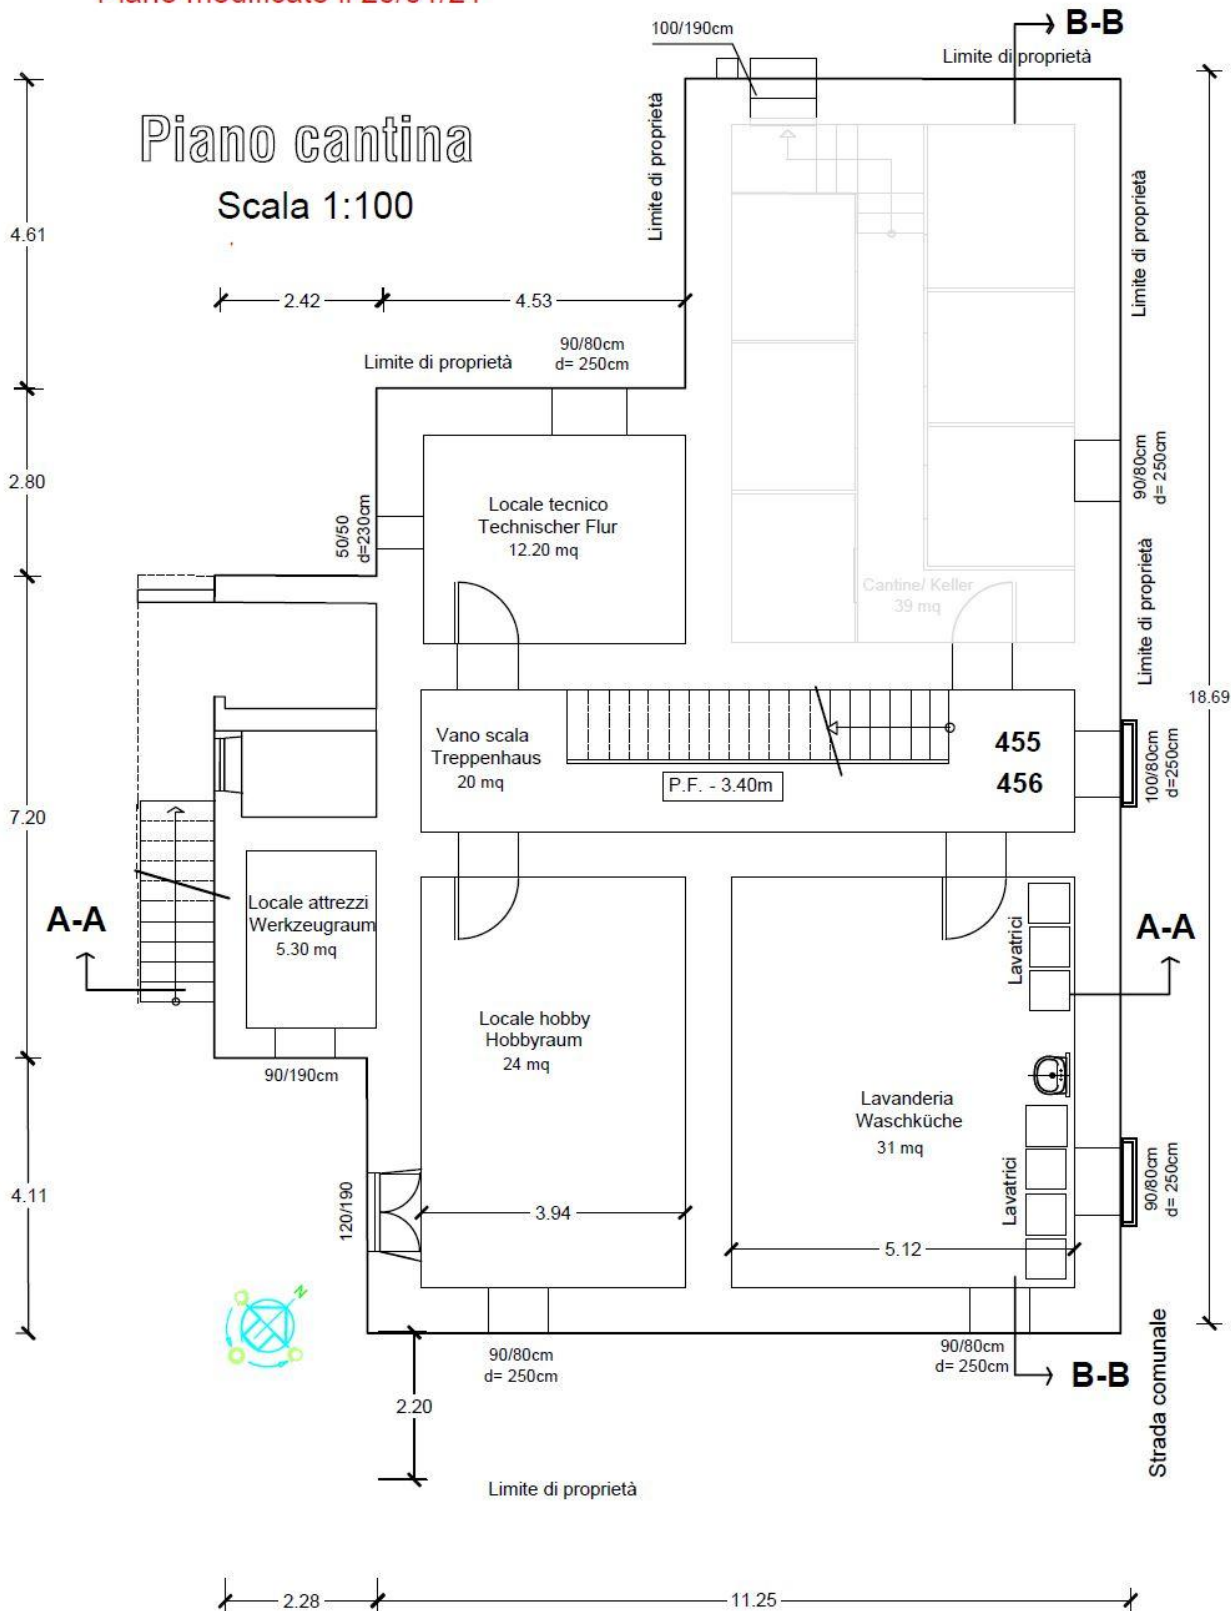 B-B
100/190cm
Limite di proprietà
Piano cantina
Scala 1:100
Limite di proprietà
Limite di proprietà
4.61
2.42
4.53
90/80cm
d= 250cm
Limite di proprietà
2.80
50/50
d=230cm
Locale tecnico
Technischer Flur
12.20 mq
90/80cm
d= 250cm
Cantine/ Keller
39 mq
Limite di proprietà
18.69
Vano scala
Treppenhaus
20 mq
P.F. - 3.40m
455
456
100/80cm
d=250cm
7.20
A-A
Locale attrezzi
Werkzeugraum
5.30 mq
Lavatrici
A-A
Locale hobby
Hobbyraum
24 mq
90/190cm
Lavanderia
Waschküche
31 mq
4.11
120/190
3.94
Lavatrici
90/80cm
d= 250cm
5.12
N
90/80cm
d= 250cm
90/80cm
d= 250cm
B-B
2.20
Strada comunale
Limite di proprietà
2.28
11.25